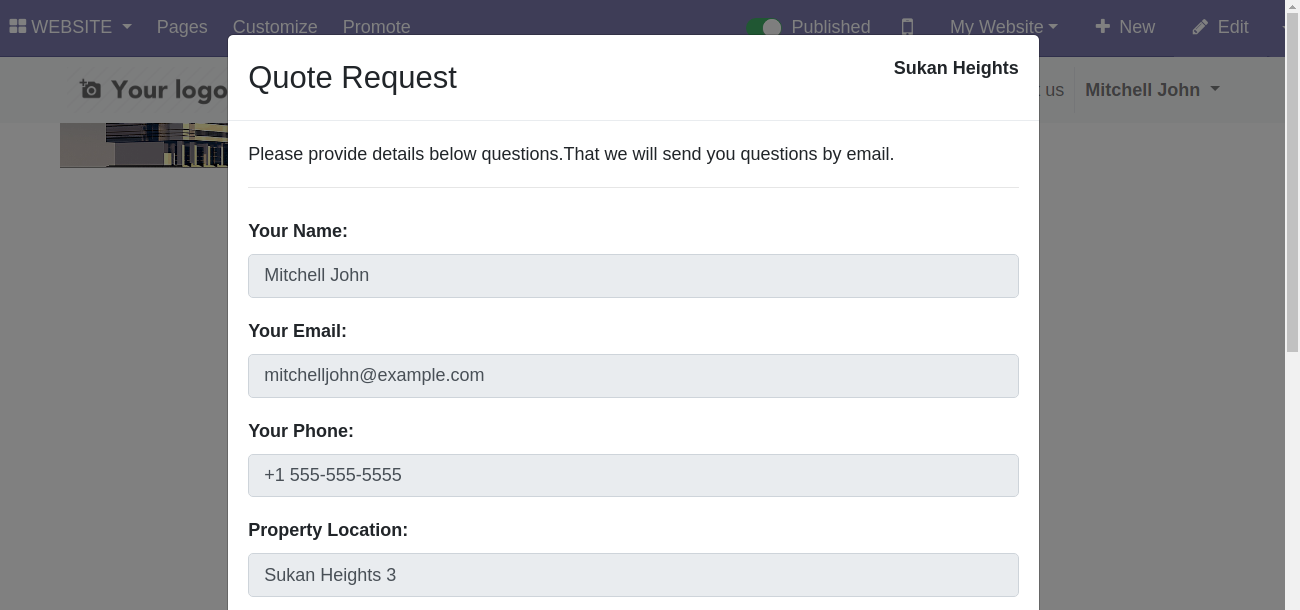 WEBSITE Pages Customize Promote Published My Website New Edit
Your logo us Mitchell John
Quote Request Sukan Heights
Please provide details below questions.That we will send you questions by email.
Your Name:
Mitchell John
Your Email:
mitchelljohn@example.com
Your Phone:
+1 555-555-5555
Property Location:
Sukan Heights 3